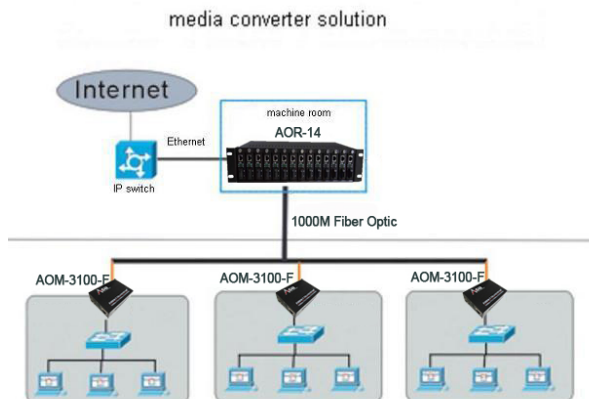 media converter solution
Internet
machine room
AOR-14
Ethernet
IP switch
1000M Fiber Optic
AOM-3100-F
AOM-3100-F
AOM-3100-F